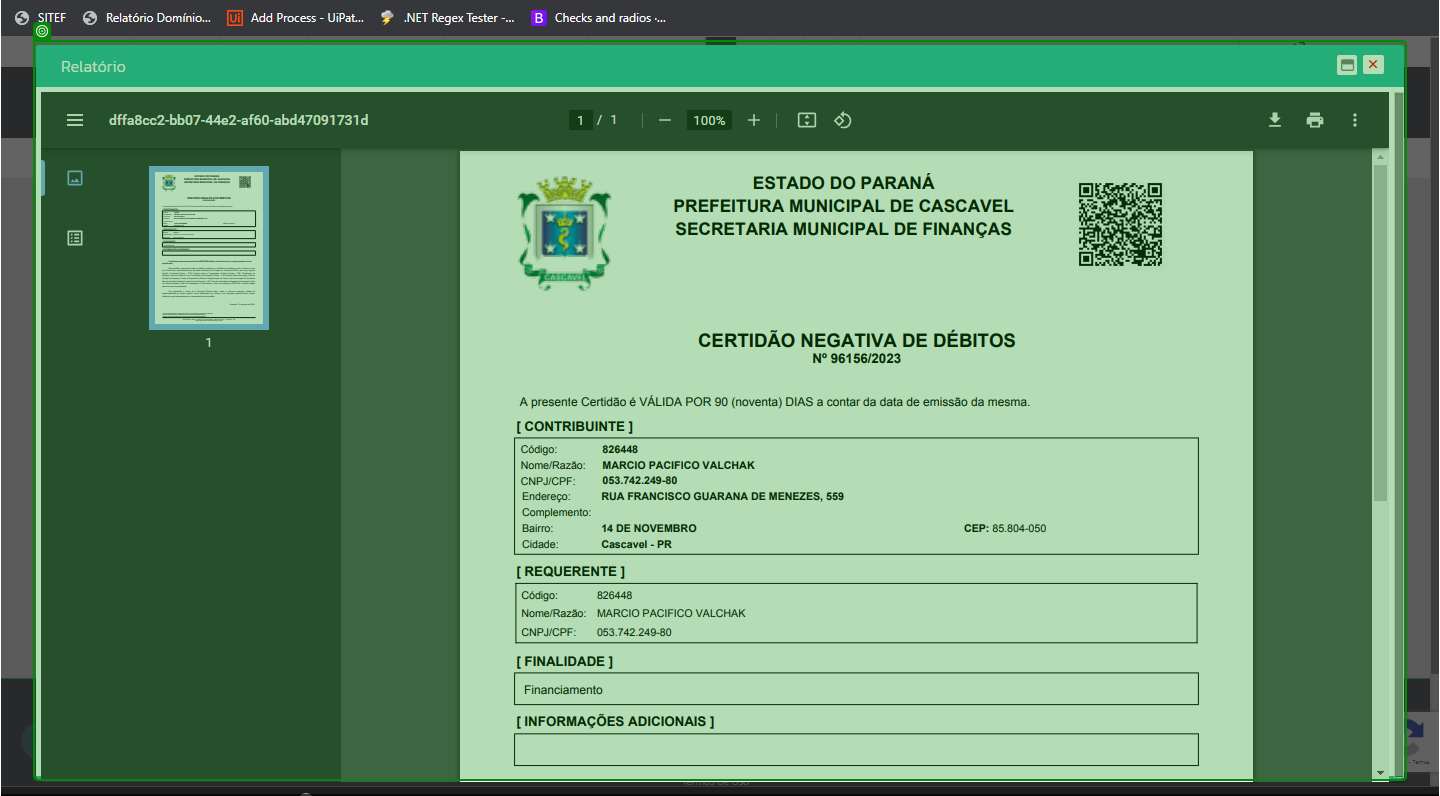 SITEF
Relatório Domínio...
Ui
Add Process - UiPat...
.NET Regex Tester -...
B
Checks and radios ·...
Relatório
dffa8cc2-bb07-44e2-af60-abd47091731d
1 / 1
100%
1
ESTADO DO PARANÁ
PREFEITURA MUNICIPAL DE CASCAVEL
SECRETARIA MUNICIPAL DE FINANÇAS
CASCAVEL
CERTIDÃO NEGATIVA DE DÉBITOS
Nº 96156/2023
A presente Certidão é VÁLIDA POR 90 (noventa) DIAS a contar da data de emissão da mesma.
[ CONTRIBUINTE ]
Código: 826448
Nome/Razão: MARCIO PACIFICO VALCHAK
CNPJ/CPF: 053.742.249-80
Endereço: RUA FRANCISCO GUARANA DE MENEZES, 559
Complemento:
Bairro: 14 DE NOVEMBRO CEP: 85.804-050
Cidade: Cascavel - PR
[ REQUERENTE ]
Código: 826448
Nome/Razão: MARCIO PACIFICO VALCHAK
CNPJ/CPF: 053.742.249-80
[ FINALIDADE ]
Financiamento
[ INFORMAÇÕES ADICIONAIS ]